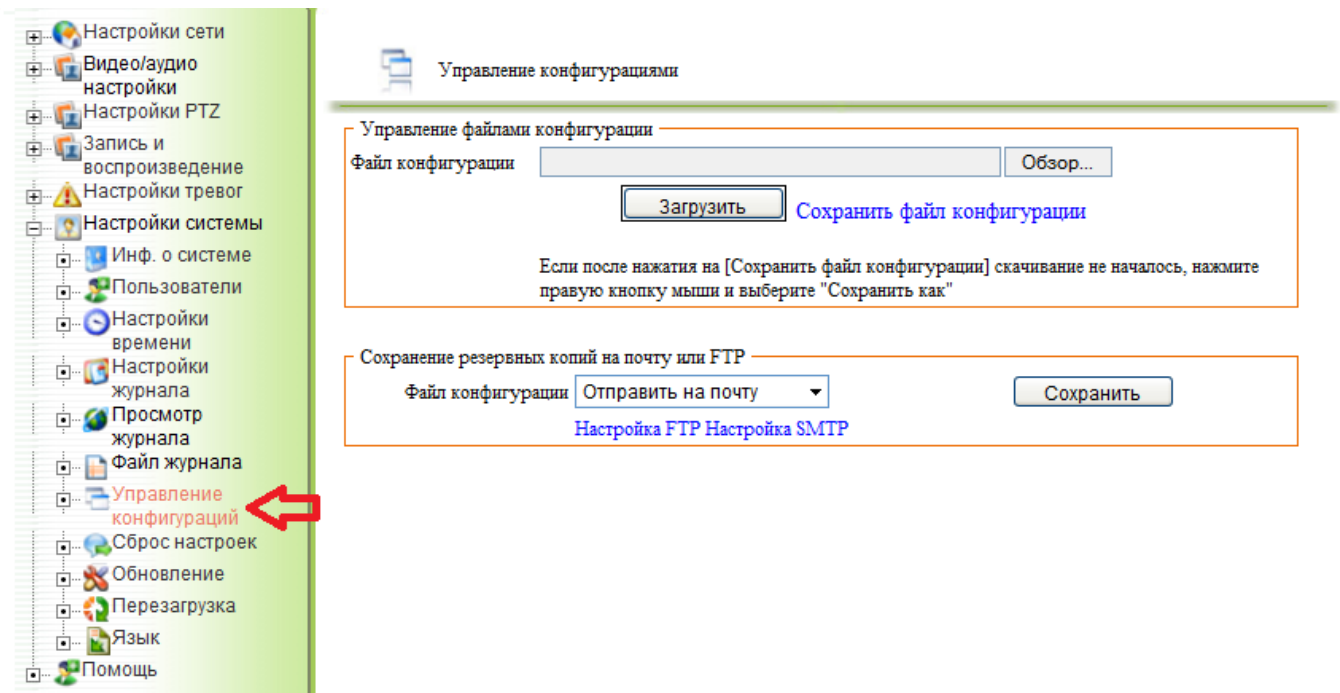 Настройки сети
Видео/аудио
настройки
Настройки PTZ
Запись и
воспроизведение
Настройки тревог
Настройки системы
Инф. о системе
Пользователи
Настройки
времени
Настройки
журнала
Просмотр
журнала
Файл журнала
Управление
конфигураций
Сброс настроек
Обновление
Перезагрузка
Язык
Помощь
Управление конфигурациями
Управление файлами конфигурации
Файл конфигурации Обзор...
Загрузить Сохранить файл конфигурации
Если после нажатия на [Сохранить файл конфигурации] скачивание не началось, нажмите
правую кнопку мыши и выберите "Сохранить как"
Сохранение резервных копий на почту или FTP
Файл конфигурации Отправить на почту Сохранить
Настройка FTP Настройка SMTP